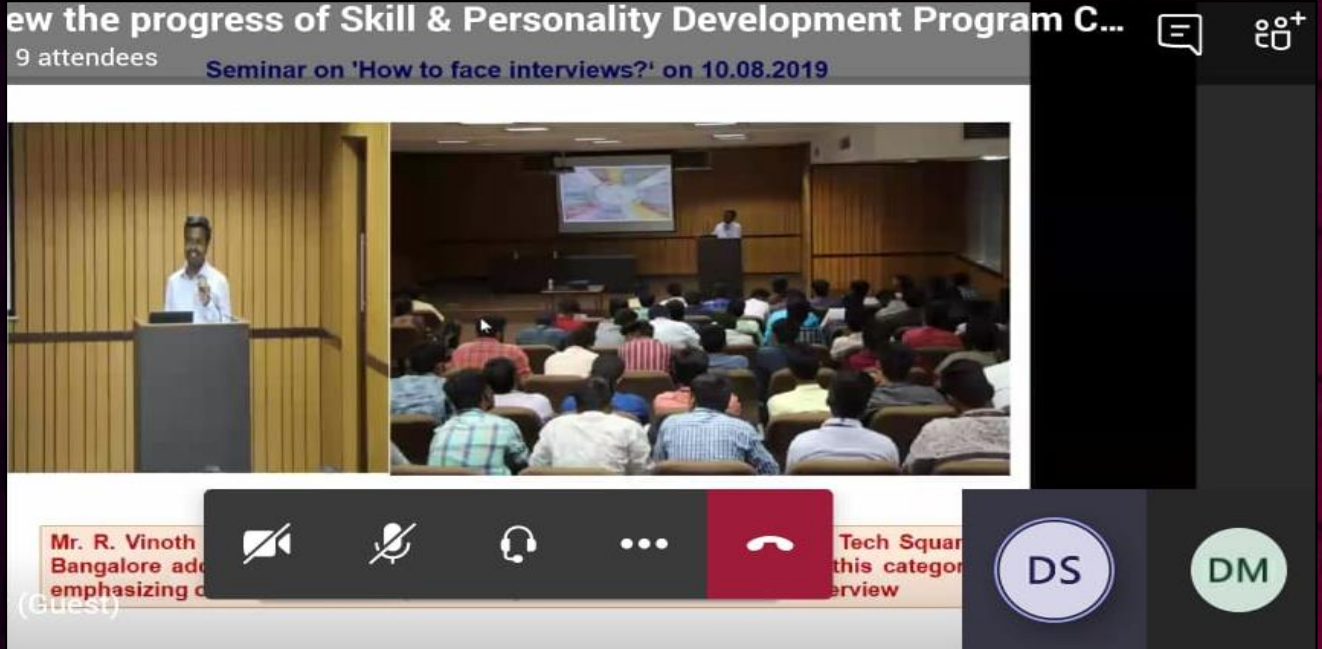 ew the progress of Skill & Personality Development Program C...
9 attendees
Seminar on 'How to face interviews?' on 10.08.2019
Mr. R. Vinoth
Tech Squar
Bangalore add
this categor
emphasizing
erview
(Guest)
DS
DM